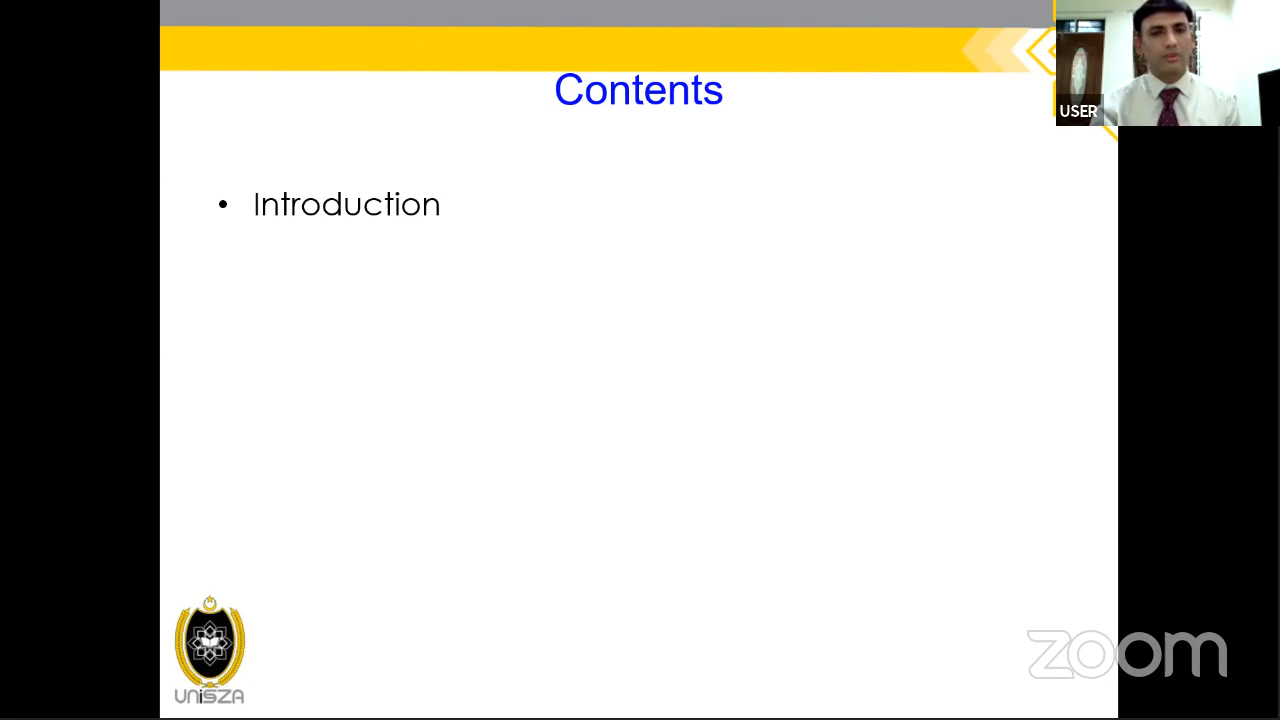 Contents
USER
• Introduction
zoom
UNiSZA